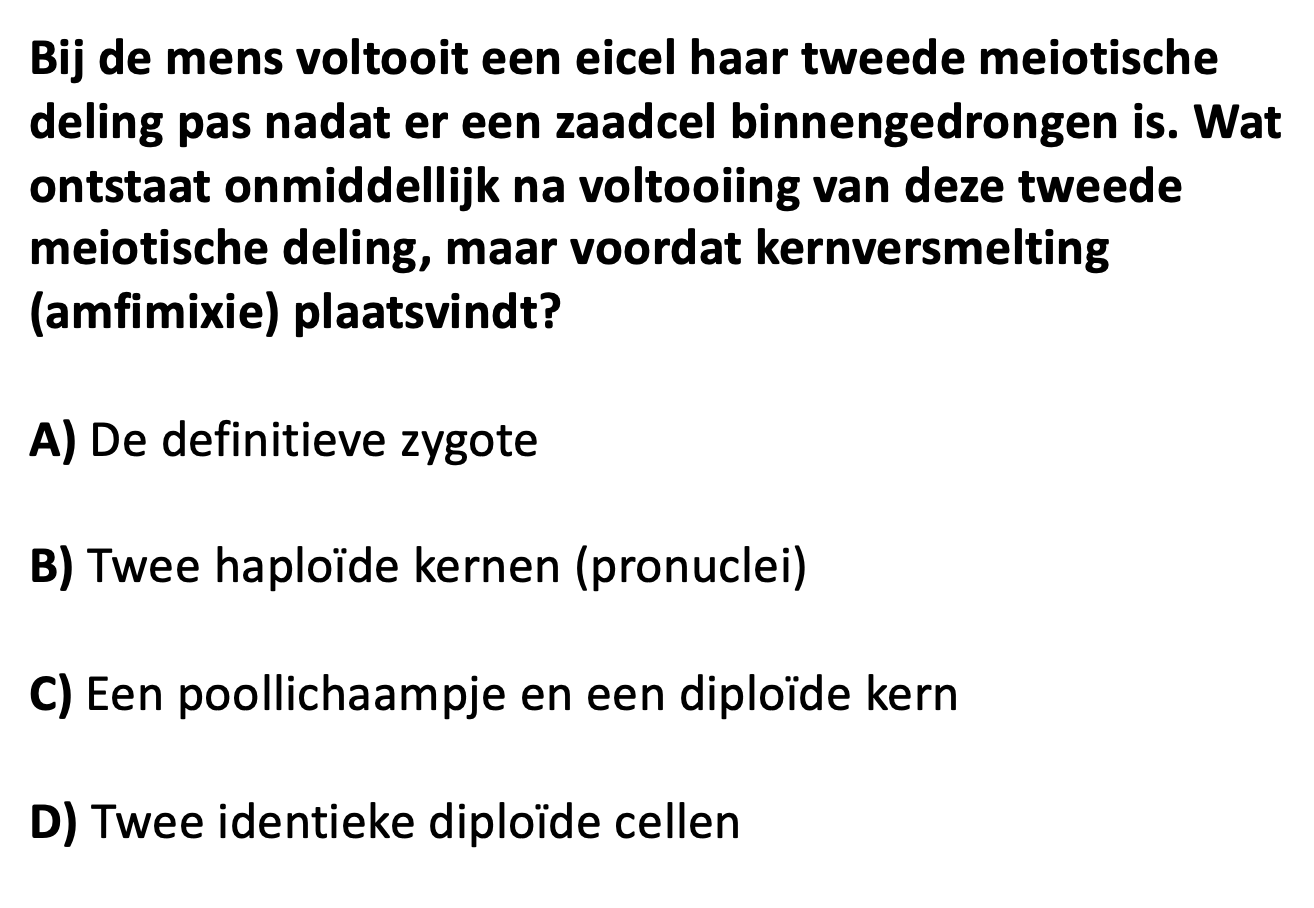 Bij de mens voltooit een eicel haar tweede meiotische
deling pas nadat er een zaadcel binnengedrongen is. Wat
ontstaat onmiddellijk na voltooiing van deze tweede
meiotische deling, maar voordat kernversmelting
(amfimixie) plaatsvindt?
A) De definitieve zygote
B) Twee haploïde kernen (pronuclei)
C) Een poollichaampje en een diploïde kern
D) Twee identieke diploïde cellen